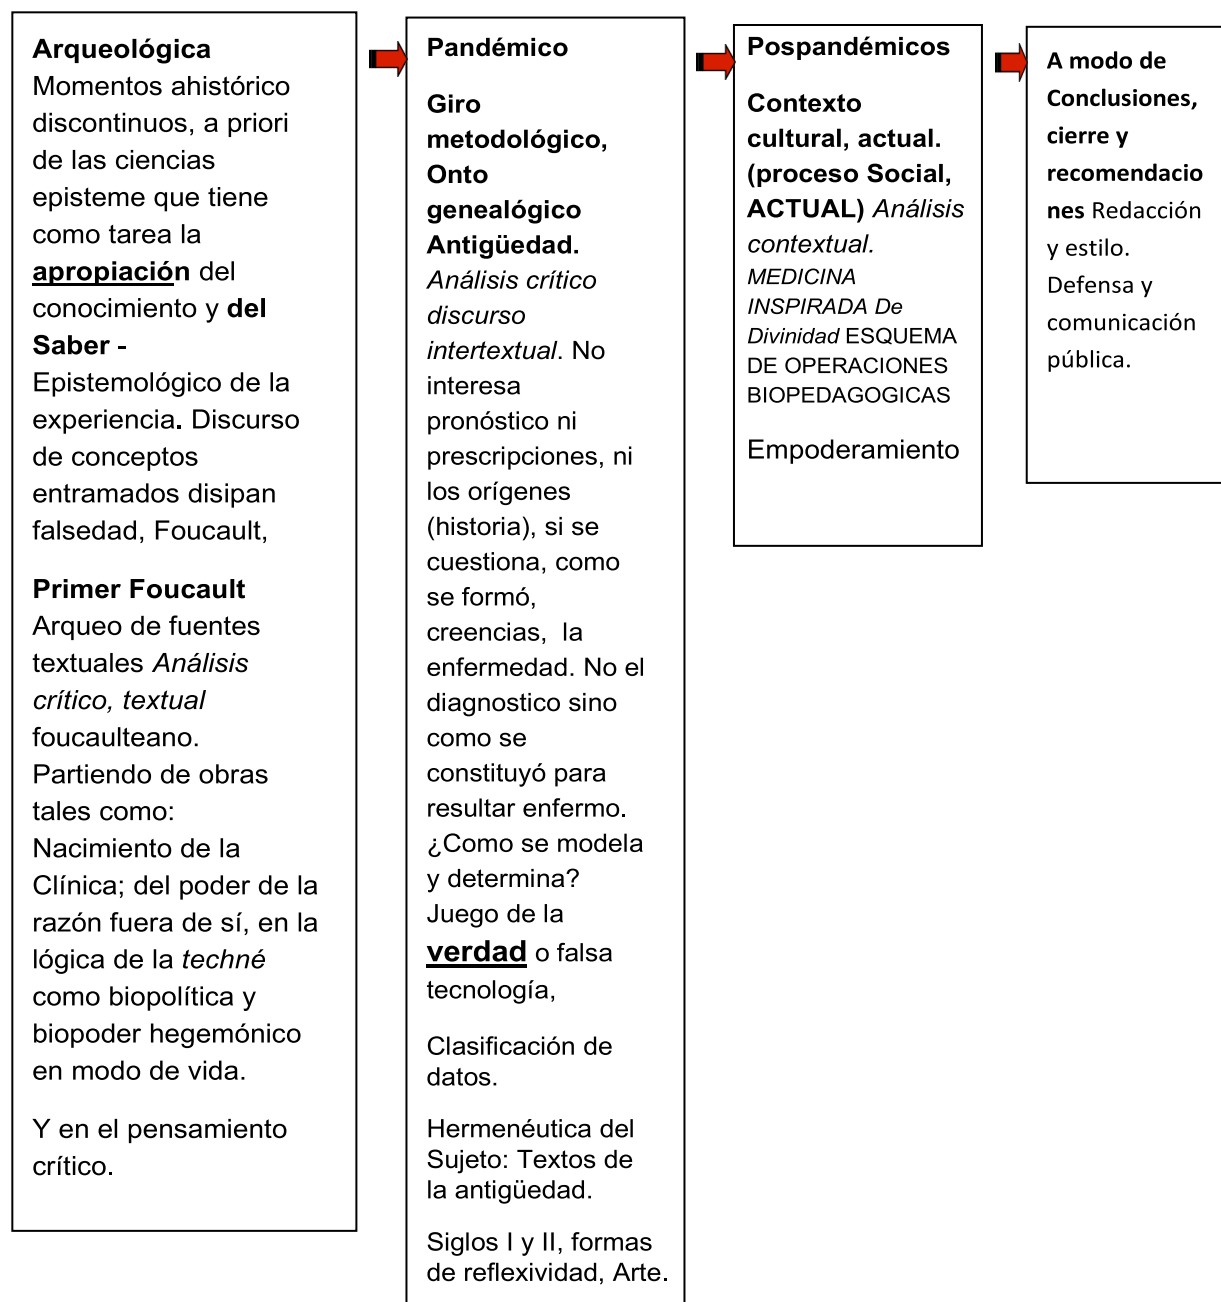 Arqueológica
Momentos ahistórico
discontinuos, a priori
de las ciencias
episteme que tiene
como tarea la
apropiación del
conocimiento y del
Saber -
Epistemológico de la
experiencia. Discurso
de conceptos
entramados disipan
falsedad, Foucault,
Primer Foucault
Arqueo de fuentes
textuales Análisis
crítico, textual
foucaulteano.
Partiendo de obras
tales como:
Nacimiento de la
Clínica; del poder de la
razón fuera de sí, en la
lógica de la techné
como biopolítica y
biopoder hegemónico
en modo de vida.
Y en el pensamiento
crítico.
Pandémico
Giro
metodológico,
Onto
genealógico
Antigüedad.
Análisis crítico
discurso
intertextual. No
interesa
pronóstico ni
prescripciones, ni
los orígenes
(historia), si se
cuestiona, como
se formó,
creencias, la
enfermedad. No el
diagnostico sino
como se
constituyó para
resultar enfermo.
¿Como se modela
y determina?
Juego de la
verdad o falsa
tecnología,
Clasificación de
datos.
Hermenéutica del
Sujeto: Textos de
la antigüedad.
Siglos I y II, formas
de reflexividad, Arte.
Pospandémicos
Contexto
cultural, actual.
(proceso Social,
ACTUAL) Análisis
contextual.
MEDICINA
INSPIRADA De
Divinidad ESQUEMA
DE OPERACIONES
BIOPEDAGOGICAS
Empoderamiento
A modo de
Conclusiones,
cierre y
recomendacio
nes Redacción
y estilo.
Defensa y
comunicación
pública.